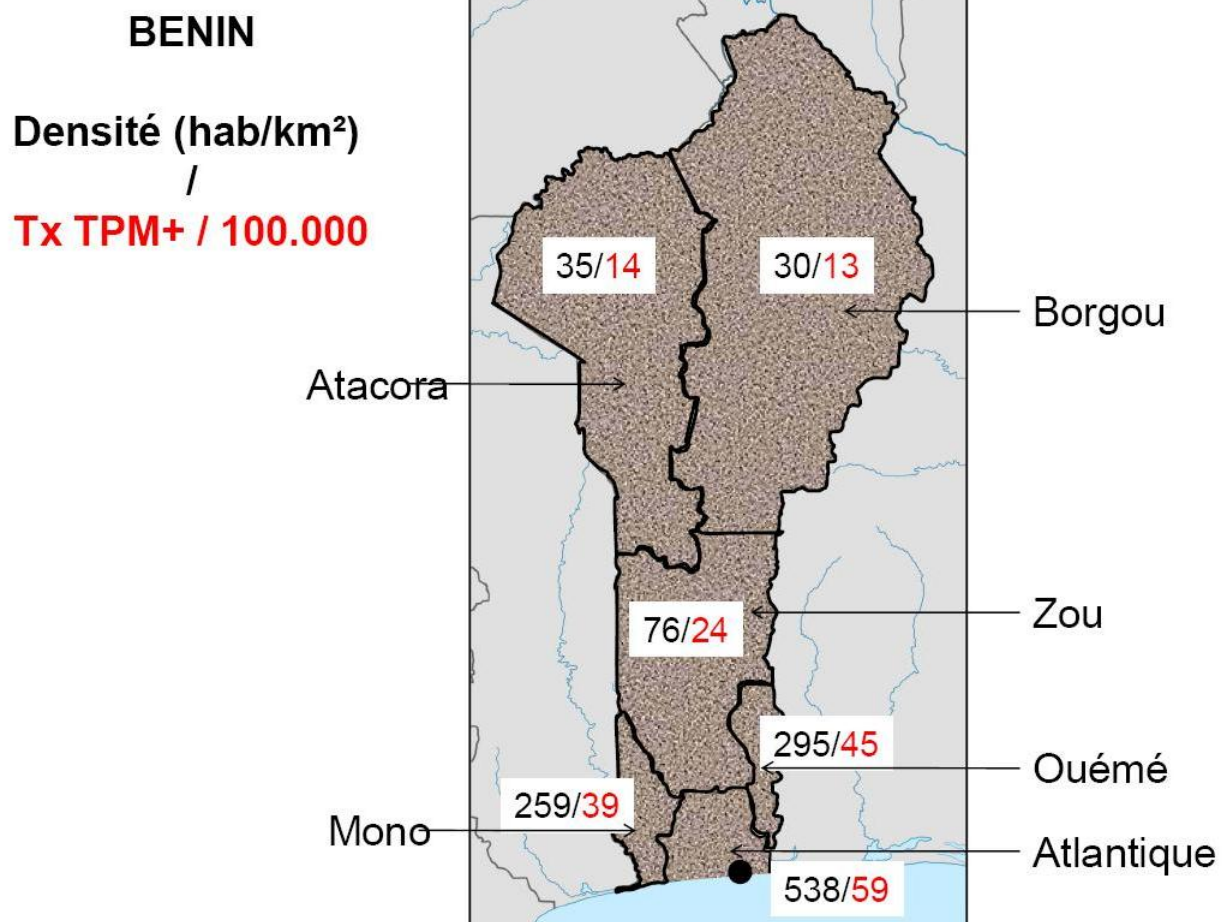 BENIN
Densité (hab/km²)
/
Tx TPM+ / 100.000
35/14
30/13
Borgou
Atacora
76/24
Zou
295/45
Ouémé
259/39
Mono
Atlantique
538/59